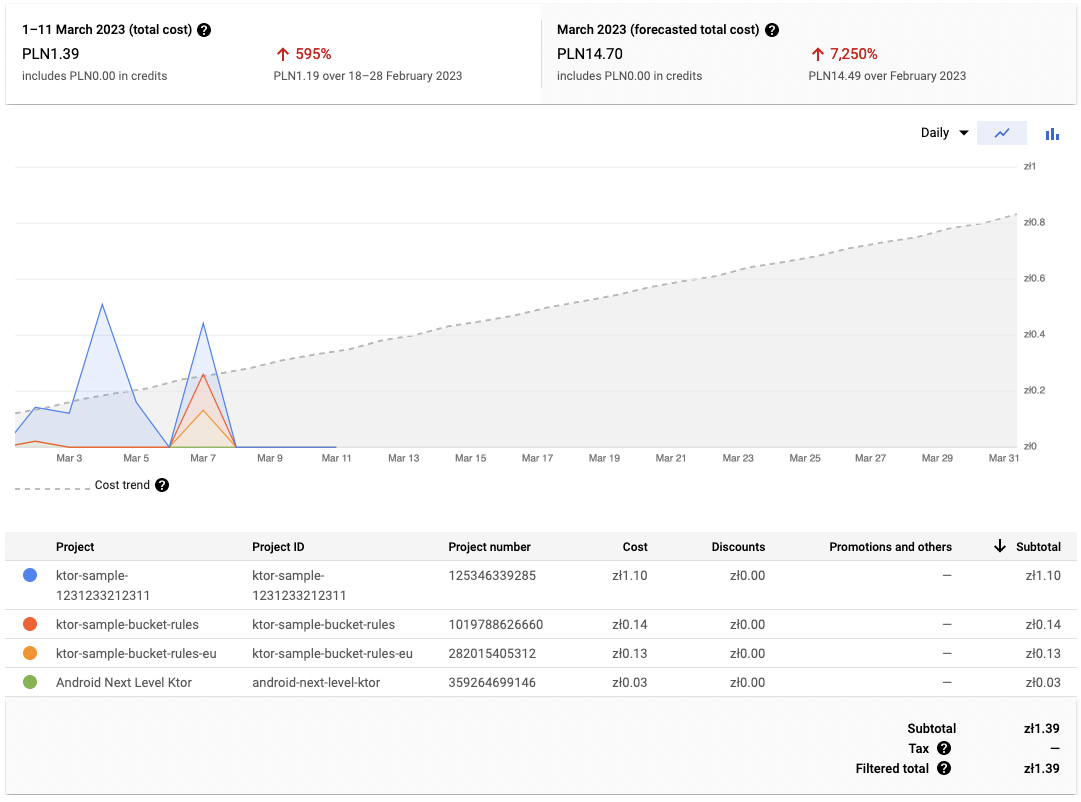 1–11 March 2023 (total cost) ?
PLN1.39
595%
includes PLN0.00 in credits
PLN1.19 over 18–28 February 2023
March 2023 (forecasted total cost) ?
PLN14.70
7,250%
includes PLN0.00 in credits
PLN14.49 over February 2023
Daily
zł1
zł0.8
zł0.6
zł0.4
zł0.2
zł0
Mar 3 Mar 5 Mar 7 Mar 9 Mar 11 Mar 13 Mar 15 Mar 17 Mar 19 Mar 21 Mar 23 Mar 25 Mar 27 Mar 29 Mar 31
Cost trend ?
Project Project ID Project number Cost Discounts Promotions and others Subtotal
ktor-sample- ktor-sample- 125346339285 zł1.10 zł0.00 — zł1.10
1231233212311 1231233212311
ktor-sample-bucket-rules ktor-sample-bucket-rules 1019788626660 zł0.14 zł0.00 — zł0.14
ktor-sample-bucket-rules-eu ktor-sample-bucket-rules-eu 282015405312 zł0.13 zł0.00 — zł0.13
Android Next Level Ktor android-next-level-ktor 359264699146 zł0.03 zł0.00 — zł0.03
Subtotal zł1.39
Tax ? —
Filtered total ? zł1.39